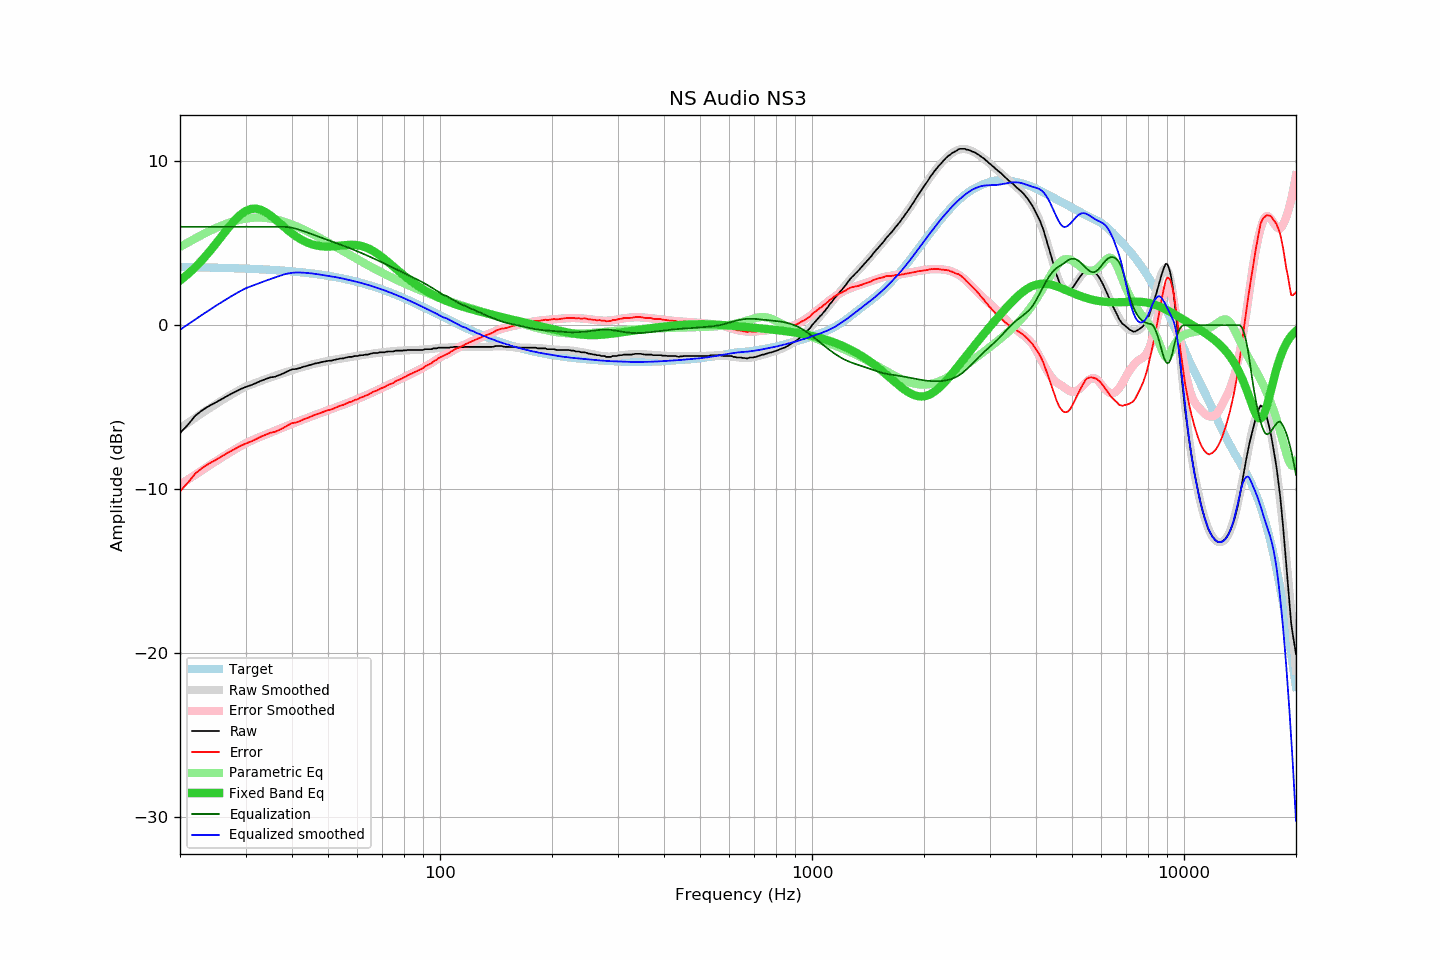 NS Audio NS3
10
0
−10
−20
−30
Amplitude (dBr)
Target
Raw Smoothed
Error Smoothed
Raw
Error
Parametric Eq
Fixed Band Eq
Equalization
Equalized smoothed
100
1000
10000
Frequency (Hz)